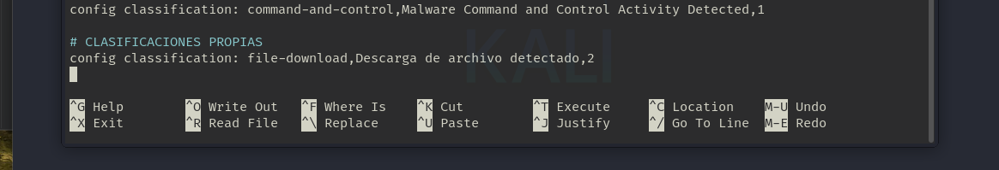 config classification: command-and-control,Malware Command and Control Activity Detected,1
# CLASIFICACIONES PROPIAS
config classification: file-download,Descarga de archivo detectado,2
KALI
^G Help ^O Write Out ^F Where Is ^K Cut ^T Execute ^C Location M-U Undo
^X Exit ^R Read File ^\ Replace ^U Paste ^J Justify ^/ Go To Line M-E Redo